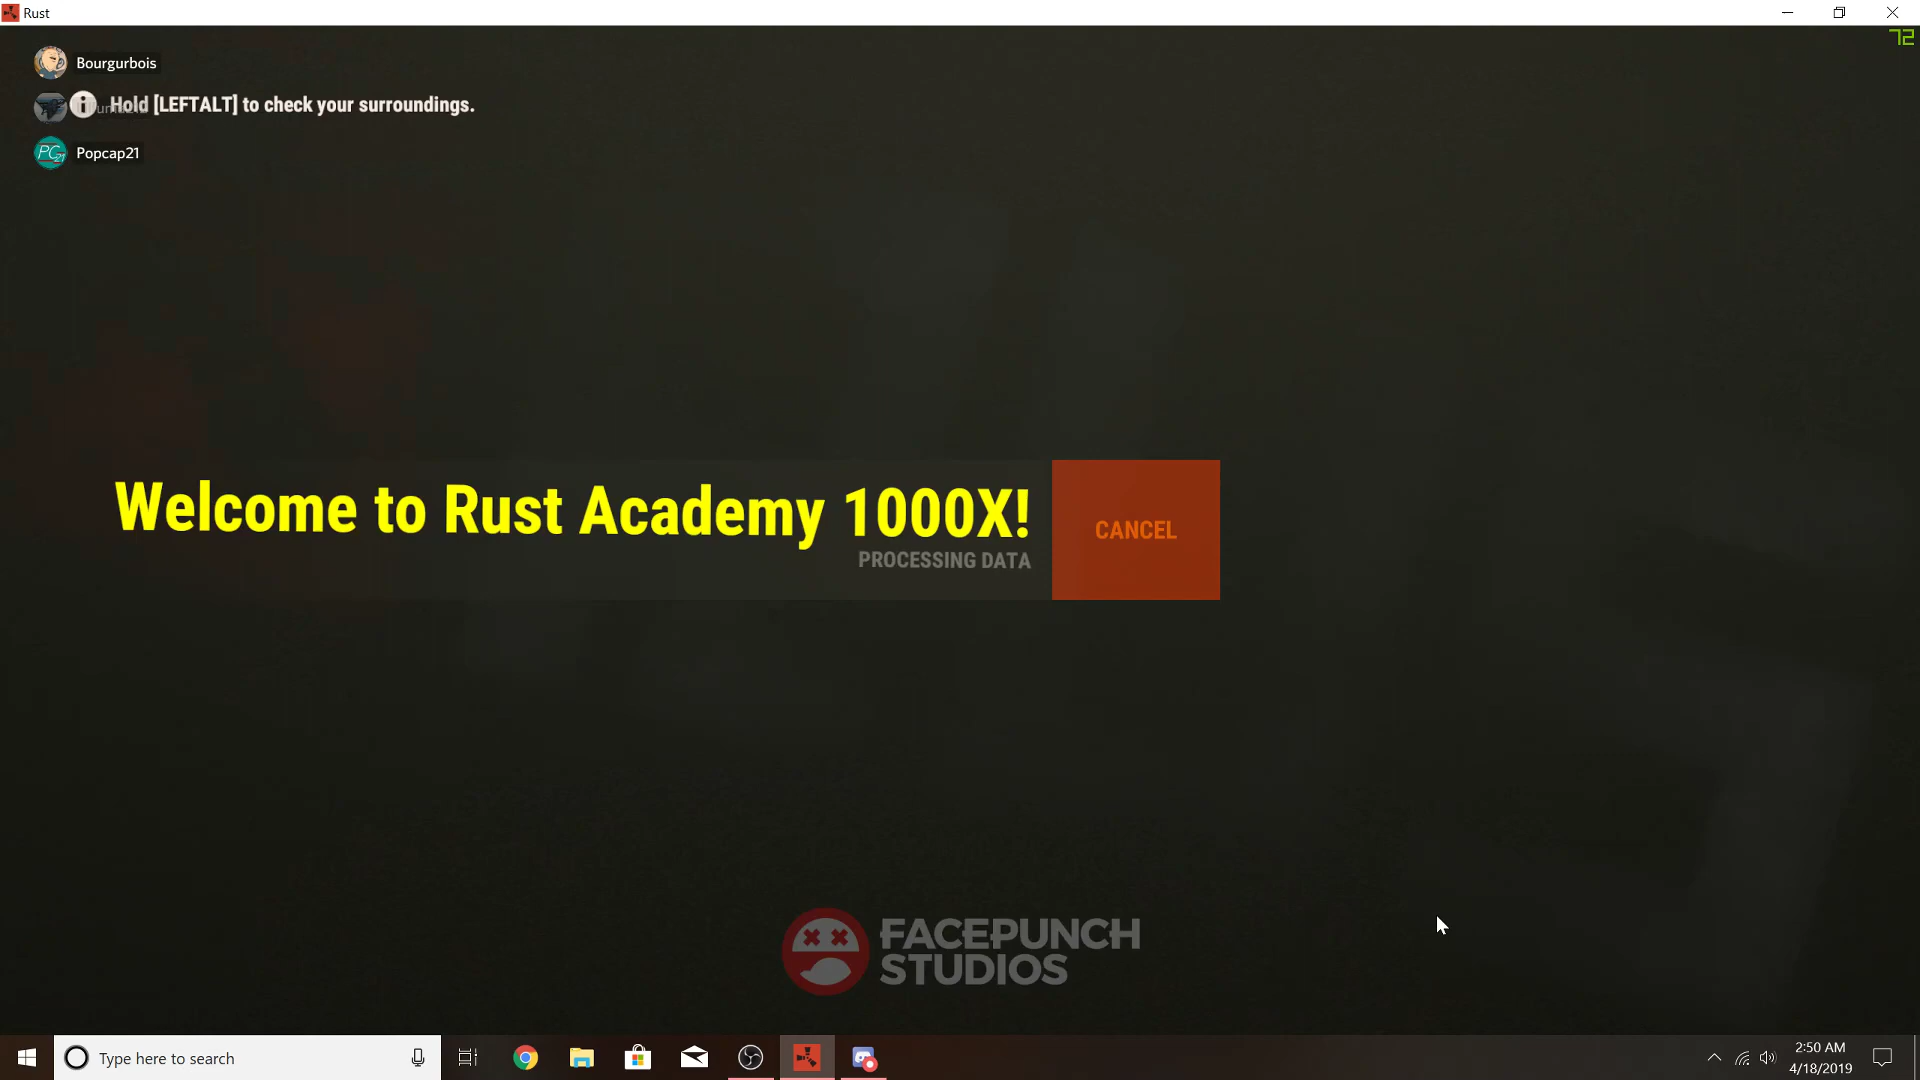 Rust
72
Bourgurbois
Hold [LEFTALT] to check your surroundings.
PC21
Popcap21
Welcome to Rust Academy 1000X!
PROCESSING DATA
CANCEL
FACEPUNCH
STUDIOS
Type here to search
2:50 AM
4/18/2019